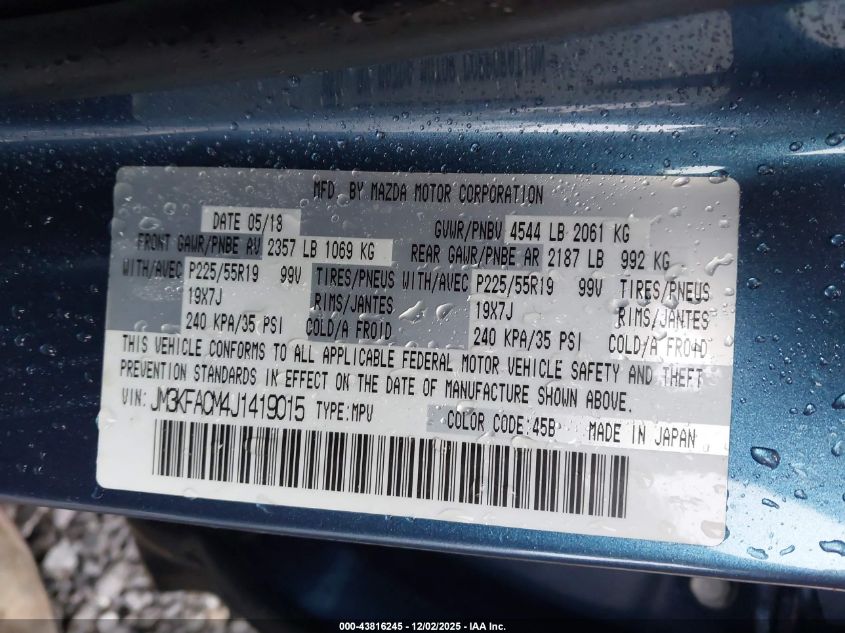 MFD. BY MAZDA MOTOR CORPORATION
DATE 05/18 GVWR/PNBV 4544 LB 2061 KG
FRONT GAWR/PNBE AV 2357 LB 1069 KG REAR GAWR/PNBE AR 2187 LB 992 KG
WITH/AVEC P225/55R19 99V TIRES/PNEUS WITH/AVEC P225/55R19 99V TIRES/PNEUS
19X7J RIMS/JANTES 19X7J RIMS/JANTES
240 KPA/35 PSI COLD/A FROID 240 KPA/35 PSI COLD/A FROID
THIS VEHICLE CONFORMS TO ALL APPLICABLE FEDERAL MOTOR VEHICLE SAFETY AND THEFT
PREVENTION STANDARDS IN EFFECT ON THE DATE OF MANUFACTURE SHOWN ABOVE.
VIN: JM3KFACM4J1419015 TYPE: MPV COLOR CODE: 45B MADE IN JAPAN
000-43816245 - 12/02/2025 - IAA Inc.